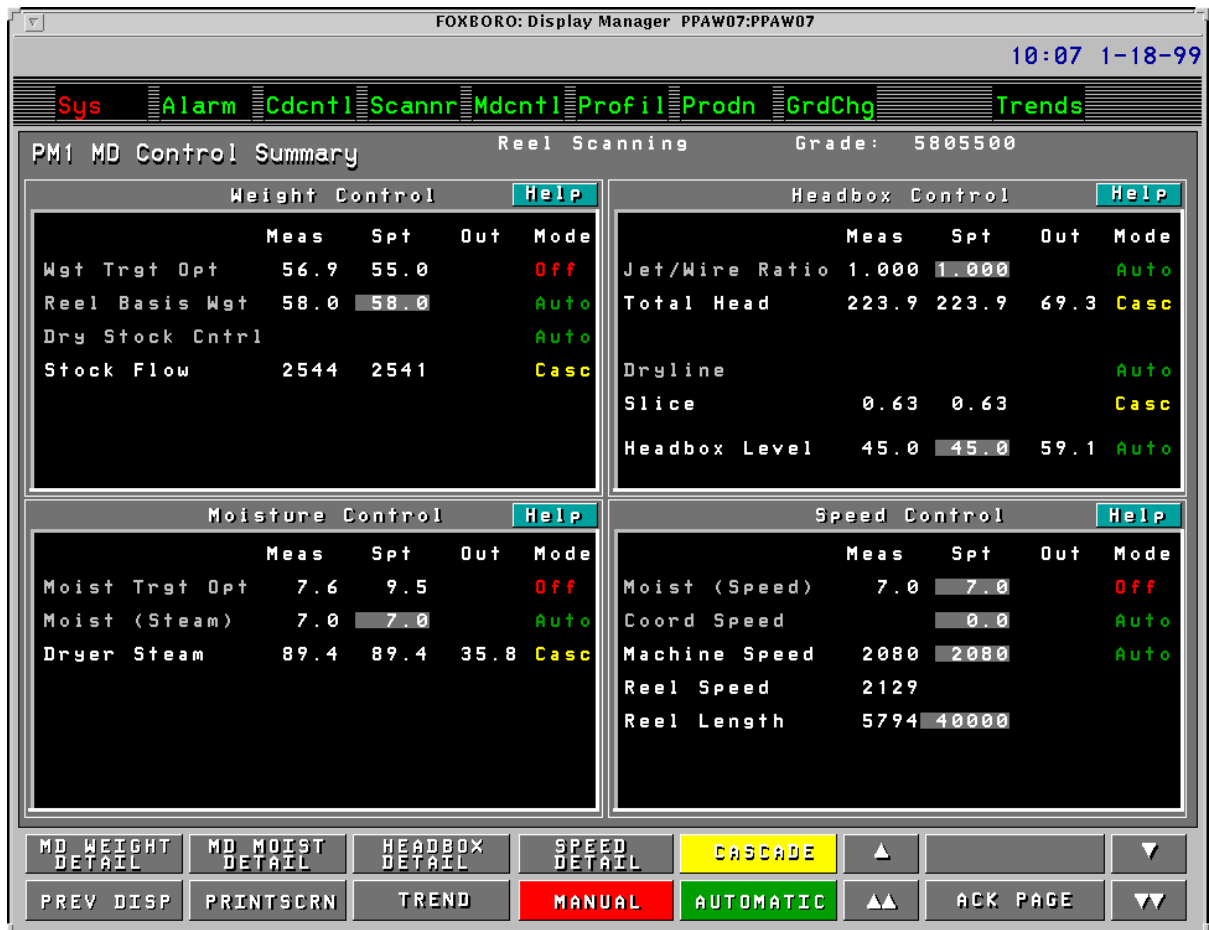 FOXBORO: Display Manager PPAW07:PPAW07
10:07 1-18-99
Sys Alarm Cdcntl Scannr Mdcntl Profil Prodn GrdChg Trends
PM1 MD Control Summary Reel Scanning Grade: 5805500
Weight Control Help
Meas Spt Out Mode
Wgt Trgt Opt 56.9 55.0 Off
Reel Basis Wgt 58.0 58.0 Auto
Dry Stock Cntrl Auto
Stock Flow 2544 2541 Casc
Headbox Control Help
Meas Spt Out Mode
Jet/Wire Ratio 1.000 1.000 Auto
Total Head 223.9 223.9 69.3 Casc
Dryline Auto
Slice 0.63 0.63 Casc
Headbox Level 45.0 45.0 59.1 Auto
Moisture Control Help
Meas Spt Out Mode
Moist Trgt Opt 7.6 9.5 Off
Moist (Steam) 7.0 7.0 Auto
Dryer Steam 89.4 89.4 35.8 Casc
Speed Control Help
Meas Spt Out Mode
Moist (Speed) 7.0 7.0 Off
Coord Speed 0.0 Auto
Machine Speed 2080 2080 Auto
Reel Speed 2129
Reel Length 5794 40000
MD WEIGHT DETAIL
MD MOIST DETAIL
HEADBOX DETAIL
SPEED DETAIL
CASCADE
PREV DISP
PRINTSCRN
TREND
MANUAL
AUTOMATIC
ACK PAGE